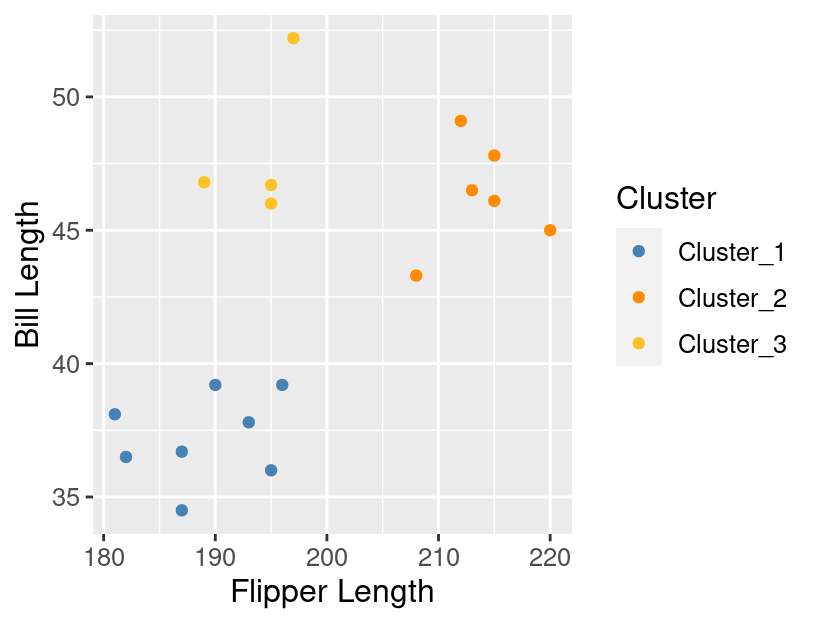 50
45
40
35
180 190 200 210 220
Flipper Length
Bill Length
Cluster
Cluster_1
Cluster_2
Cluster_3